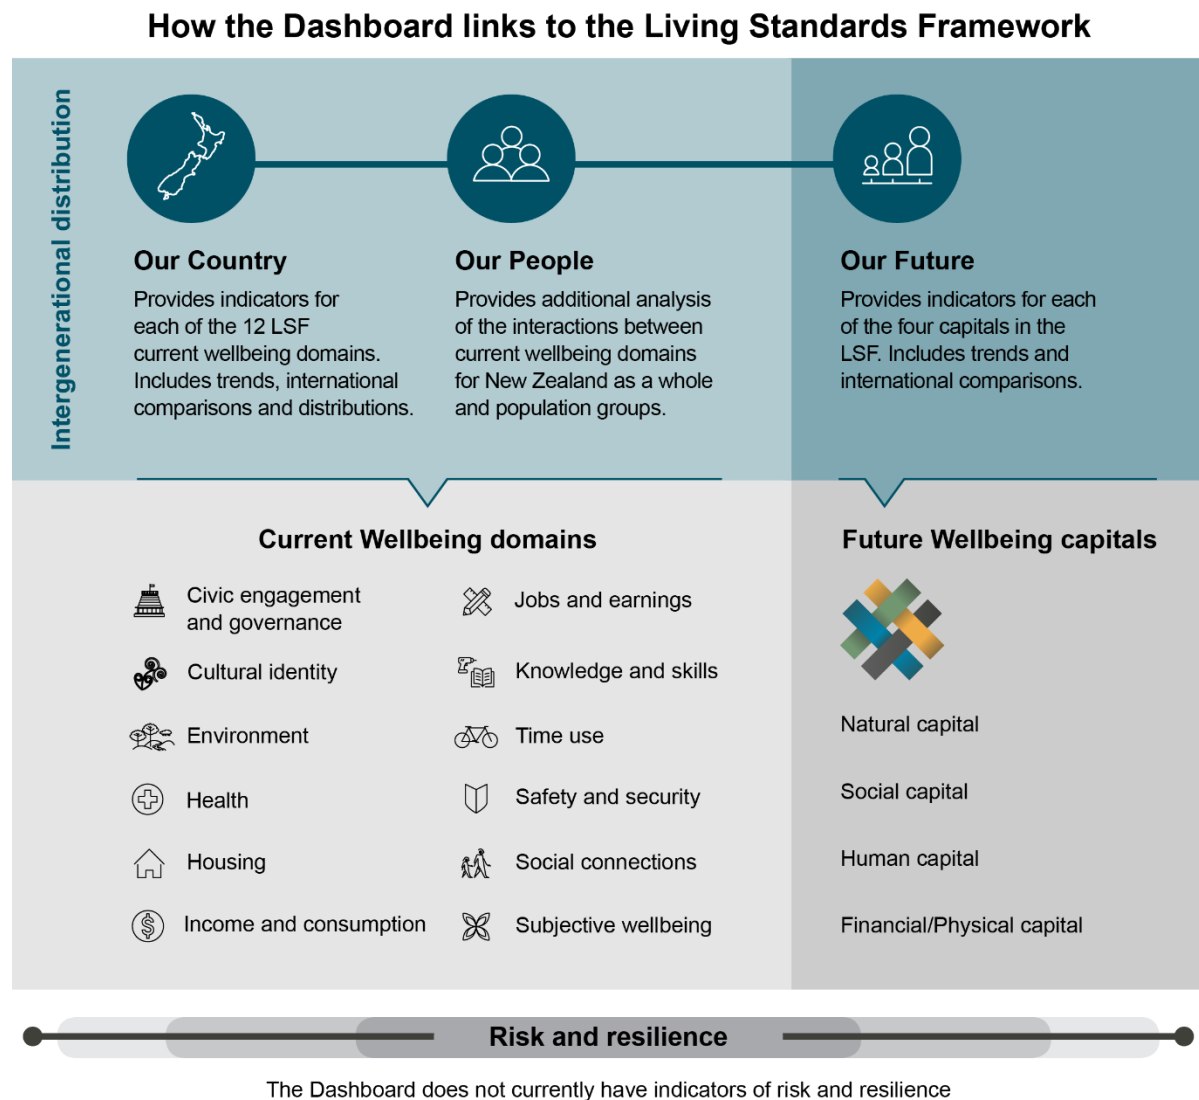 How the Dashboard links to the Living Standards Framework
Intergenerational distribution
Our Country
Provides indicators for
each of the 12 LSF
current wellbeing domains.
Includes trends, international
comparisons and distributions.
Our People
Provides additional analysis
of the interactions between
current wellbeing domains
for New Zealand as a whole
and population groups.
Our Future
Provides indicators for each
of the four capitals in the
LSF. Includes trends and
international comparisons.
Current Wellbeing domains
Civic engagement
and governance
Cultural identity
Environment
Health
Housing
Income and consumption
Jobs and earnings
Knowledge and skills
Time use
Safety and security
Social connections
Subjective wellbeing
Future Wellbeing capitals
Natural capital
Social capital
Human capital
Financial/Physical capital
Risk and resilience
The Dashboard does not currently have indicators of risk and resilience